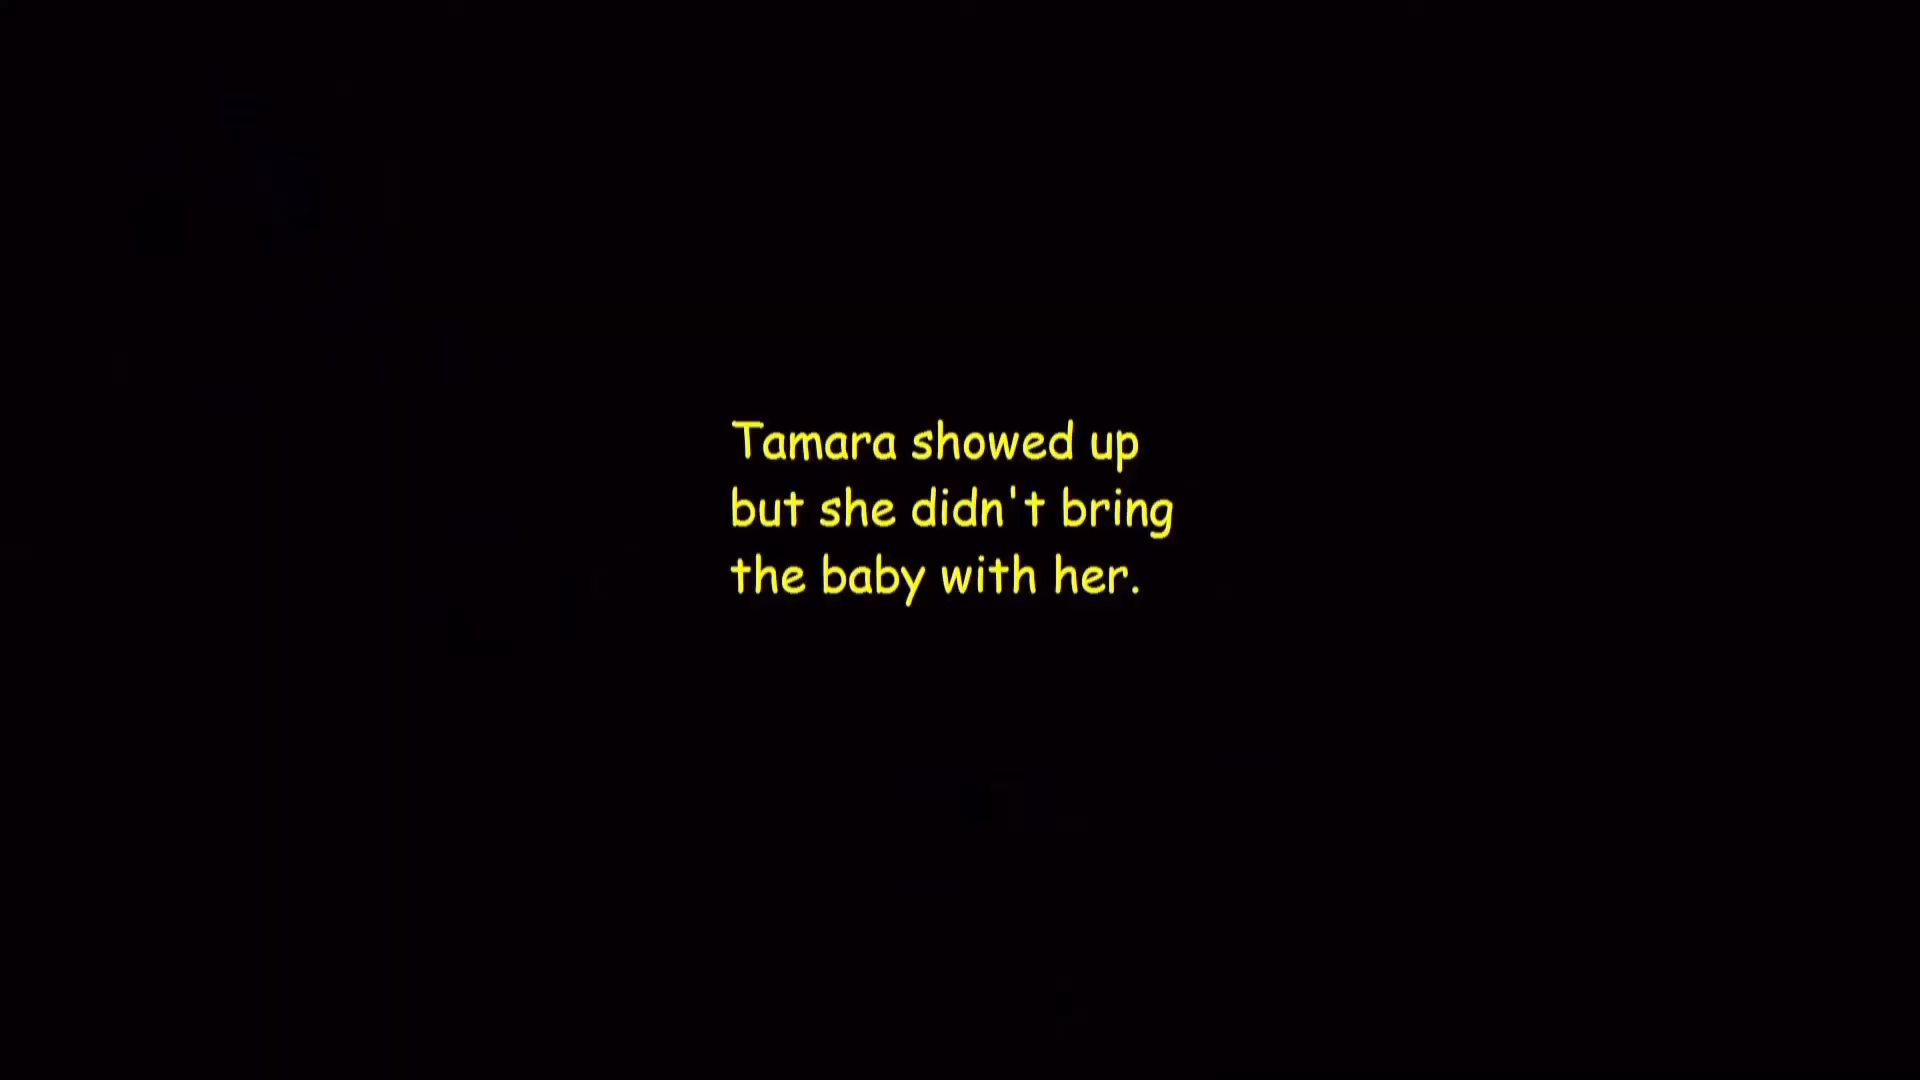 Tamara showed up
but she didn't bring
the baby with her.